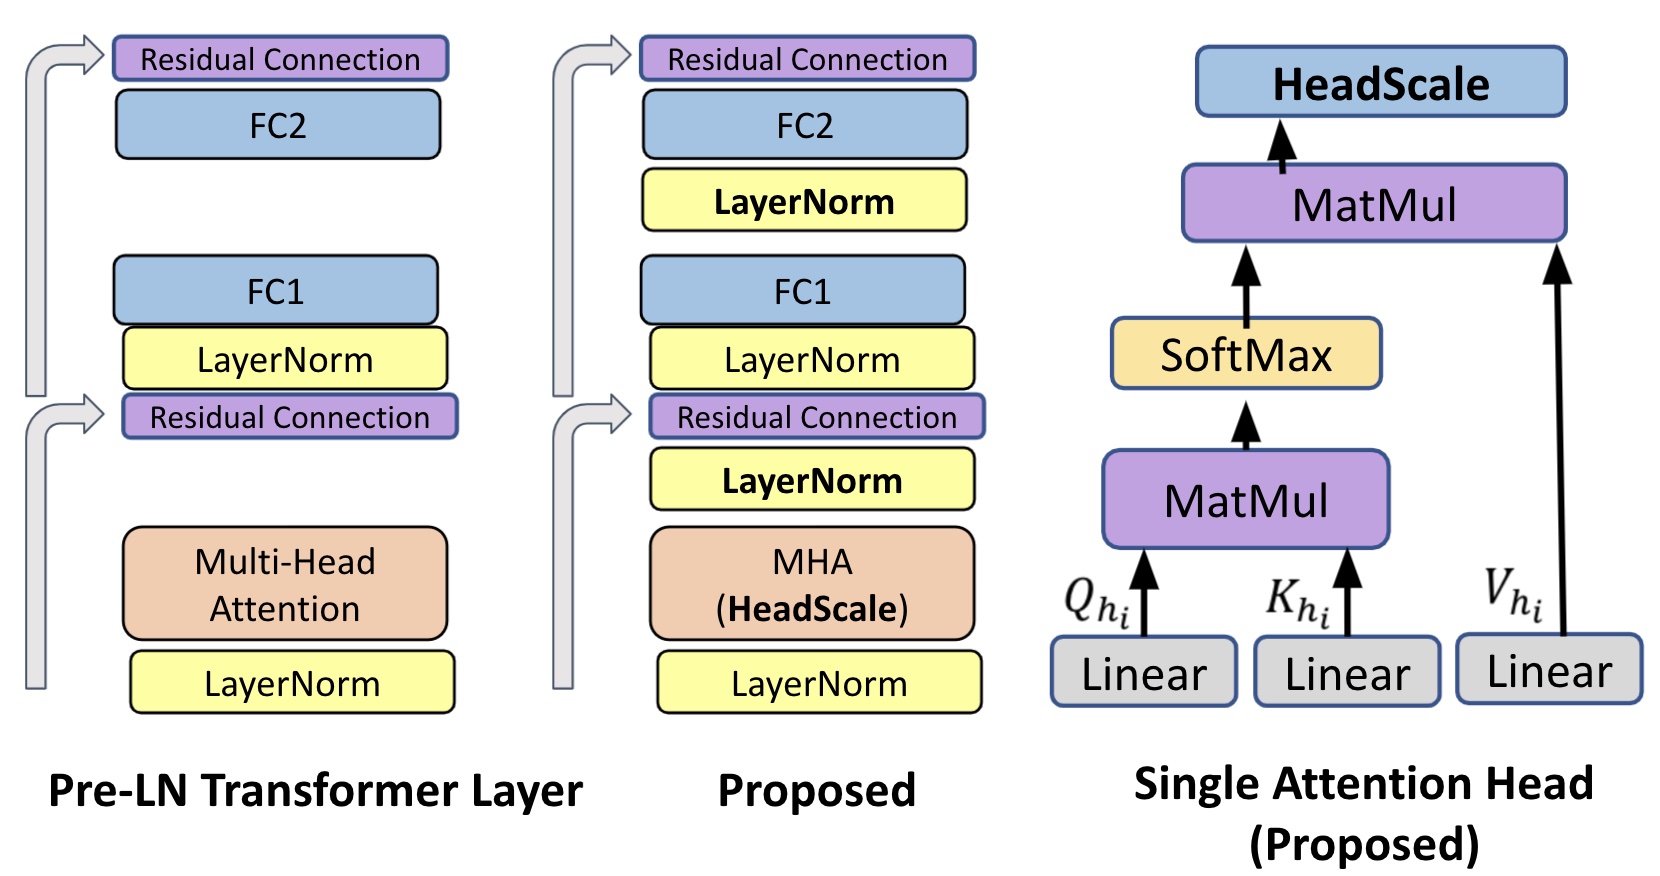 Residual Connection
FC2
FC1
LayerNorm
Residual Connection
Multi-Head
Attention
LayerNorm
Pre-LN Transformer Layer
Residual Connection
FC2
LayerNorm
FC1
LayerNorm
Residual Connection
LayerNorm
MHA
(HeadScale)
LayerNorm
Proposed
HeadScale
MatMul
SoftMax
MatMul
Q_{h_i} K_{h_i} V_{h_i}
Linear Linear Linear
Single Attention Head
(Proposed)